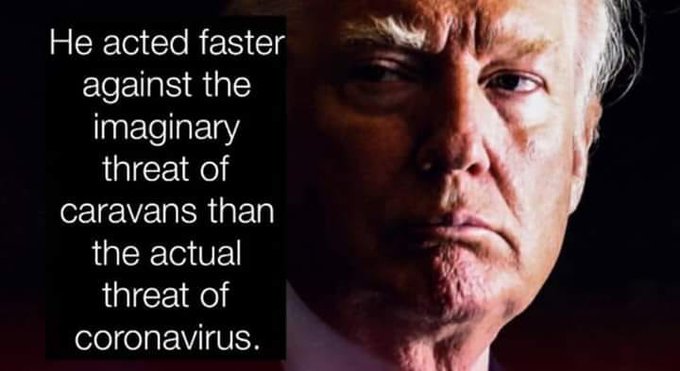 He acted faster
against the
imaginary
threat of
caravans than
the actual
threat of
coronavirus.